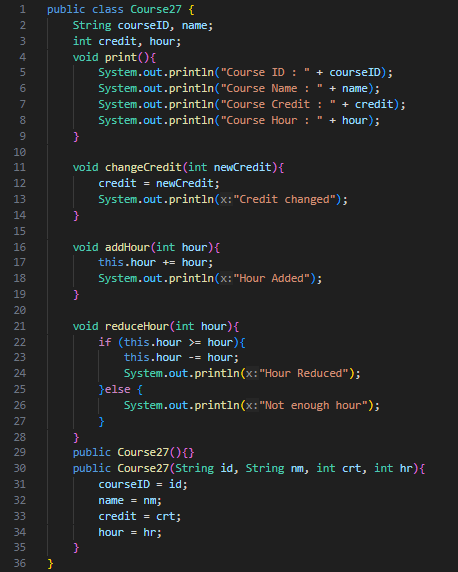 1 public class Course27 {
2 String courseID, name;
3 int credit, hour;
4 void print(){
5 System.out.println("Course ID : " + courseID);
6 System.out.println("Course Name : " + name);
7 System.out.println("Course Credit : " + credit);
8 System.out.println("Course Hour : " + hour);
9 }
10
11 void changeCredit(int newCredit){
12 credit = newCredit;
13 System.out.println(x:"Credit changed");
14 }
15
16 void addHour(int hour){
17 this.hour += hour;
18 System.out.println(x:"Hour Added");
19 }
20
21 void reduceHour(int hour){
22 if (this.hour >= hour){
23 this.hour -= hour;
24 System.out.println(x:"Hour Reduced");
25 }else {
26 System.out.println(x:"Not enough hour");
27 }
28 }
29 public Course27(){}
30 public Course27(String id, String nm, int crt, int hr){
31 courseID = id;
32 name = nm;
33 credit = crt;
34 hour = hr;
35 }
36 }